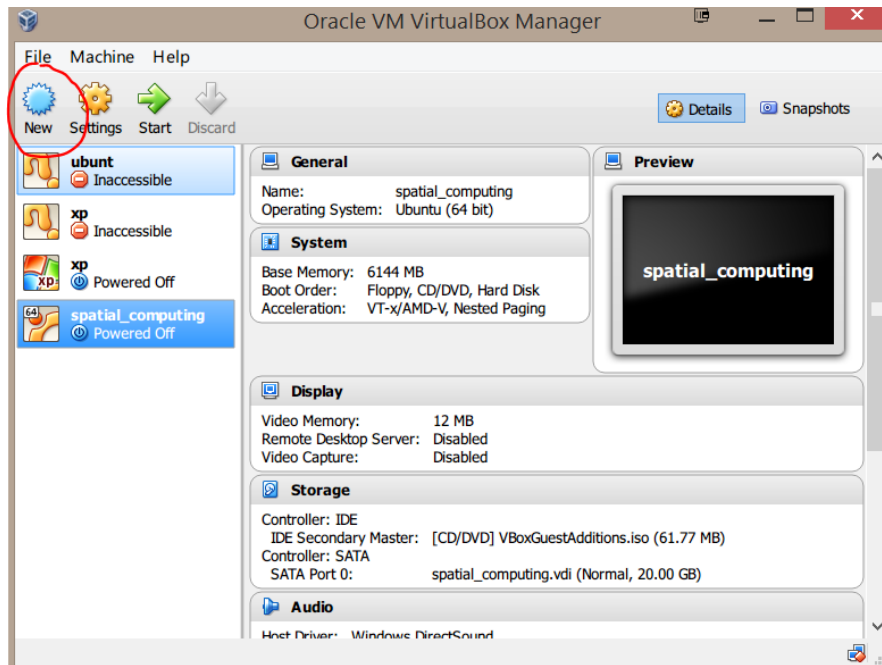 Oracle VM VirtualBox Manager
File Machine Help
New Settings Start Discard
Details Snapshots
ubunt
Inaccessible
xp
Inaccessible
xp
xp
Powered Off
64
spatial_computing
Powered Off
General
Name: spatial_computing
Operating System: Ubuntu (64 bit)
System
Base Memory: 6144 MB
Boot Order: Floppy, CD/DVD, Hard Disk
Acceleration: VT-x/AMD-V, Nested Paging
Preview
spatial_computing
Display
Video Memory: 12 MB
Remote Desktop Server: Disabled
Video Capture: Disabled
Storage
Controller: IDE
IDE Secondary Master: [CD/DVD] VBoxGuestAdditions.iso (61.77 MB)
Controller: SATA
SATA Port 0: spatial_computing.vdi (Normal, 20.00 GB)
Audio
Host Driver: Windows DirectSound